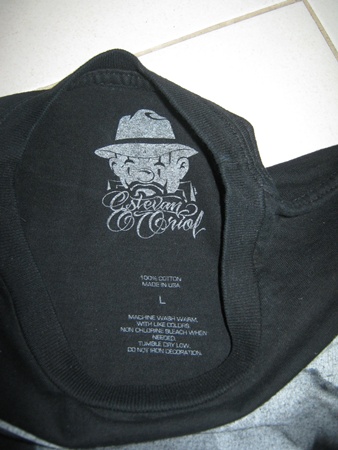 Estevan
Oriol
100% COTTON
MADE IN USA
L
MACHINE WASH WARM.
WITH LIKE COLORS.
NON CHLORINE BLEACH WHEN
NEEDED.
TUMBLE DRY LOW.
DO NOT IRON DECORATION.